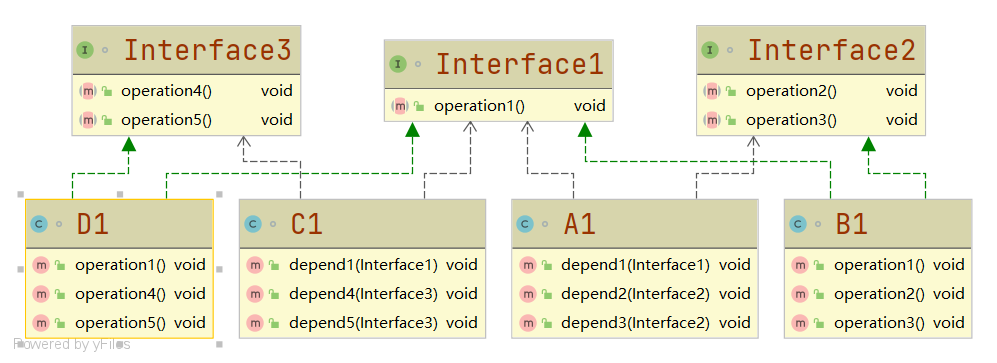 Interface3
operation4() void
operation5() void
Interface1
operation1() void
Interface2
operation2() void
operation3() void
D1
operation1() void
operation4() void
operation5() void
C1
depend1(Interface1) void
depend4(Interface3) void
depend5(Interface3) void
A1
depend1(Interface1) void
depend2(Interface2) void
depend3(Interface2) void
B1
operation1() void
operation2() void
operation3() void
Powered by yFiles